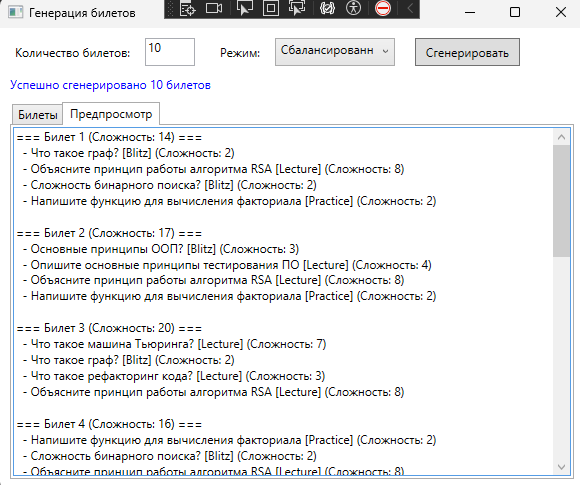 Генерация билетов
Количество билетов: 10 Режим: Сбалансированн Сгенерировать
Успешно сгенерировано 10 билетов
Билеты Предпросмотр
=== Билет 1 (Сложность: 14) ===
- Что такое граф? [Blitz] (Сложность: 2)
- Объясните принцип работы алгоритма RSA [Lecture] (Сложность: 8)
- Сложность бинарного поиска? [Blitz] (Сложность: 2)
- Напишите функцию для вычисления факториала [Practice] (Сложность: 2)
=== Билет 2 (Сложность: 17) ===
- Основные принципы ООП? [Blitz] (Сложность: 3)
- Опишите основные принципы тестирования ПО [Lecture] (Сложность: 4)
- Объясните принцип работы алгоритма RSA [Lecture] (Сложность: 8)
- Напишите функцию для вычисления факториала [Practice] (Сложность: 2)
=== Билет 3 (Сложность: 20) ===
- Что такое машина Тьюринга? [Lecture] (Сложность: 7)
- Что такое граф? [Blitz] (Сложность: 2)
- Что такое рефакторинг кода? [Lecture] (Сложность: 3)
- Объясните принцип работы алгоритма RSA [Lecture] (Сложность: 8)
=== Билет 4 (Сложность: 16) ===
- Напишите функцию для вычисления факториала [Practice] (Сложность: 2)
- Сложность бинарного поиска? [Blitz] (Сложность: 2)
- Объясните принцип работы алгоритма RSA [Lecture] (Сложность: 8)